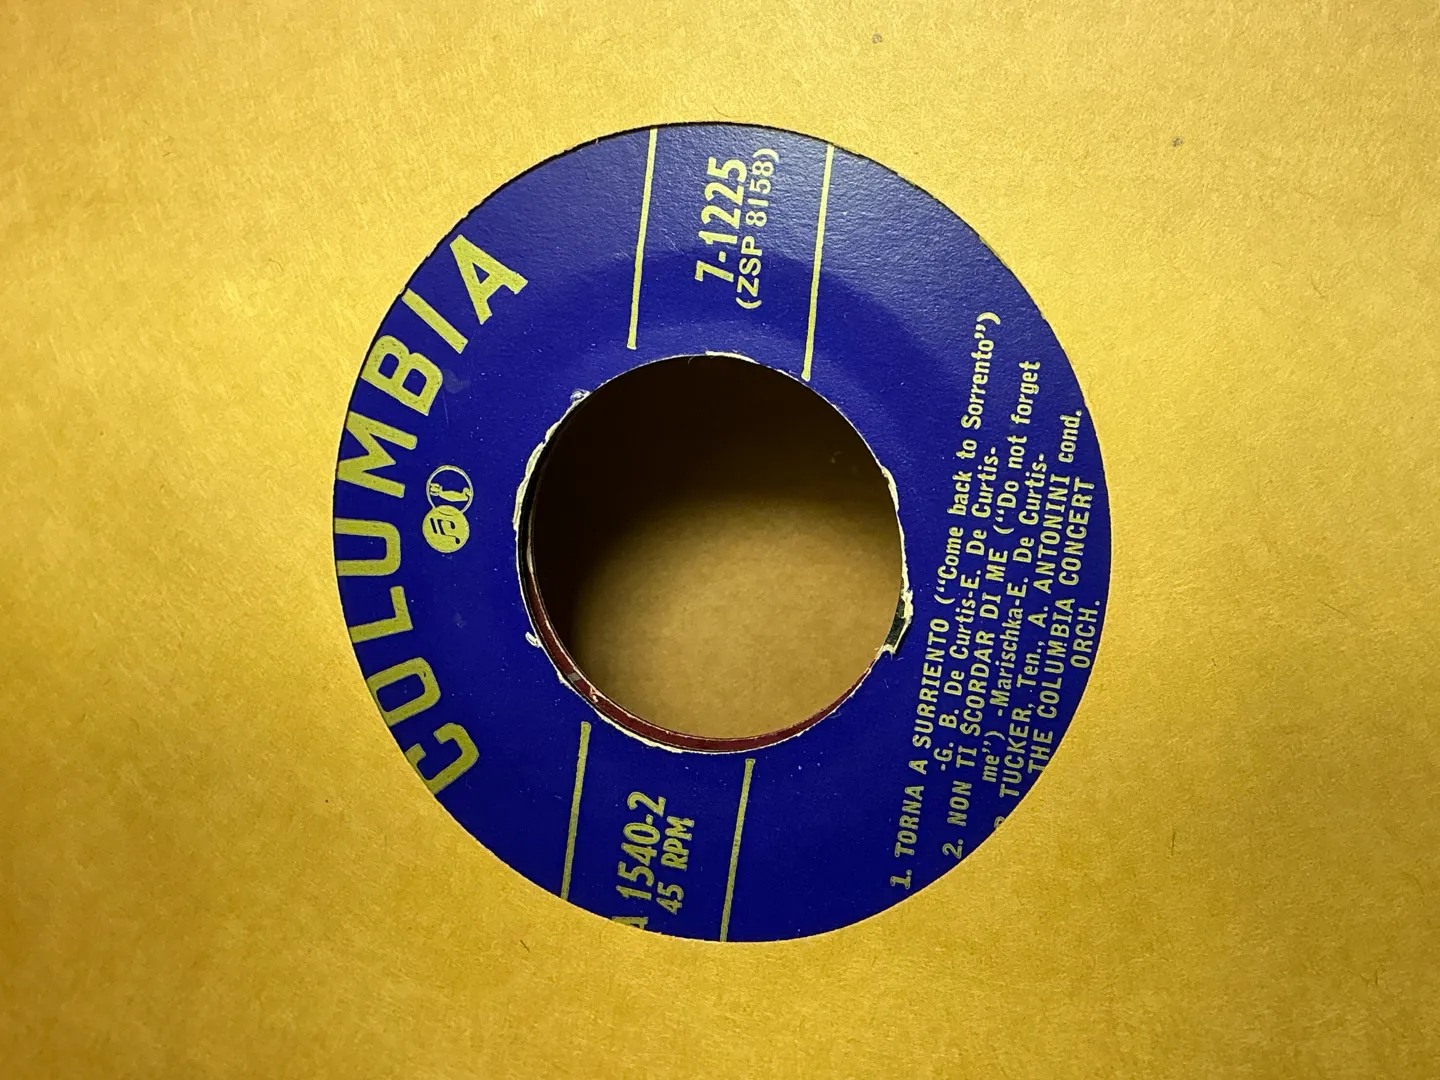 COLUMBIA
A 1540-2
45 RPM
7-1225
(ZSP 8158)
1. TORNA A SURRIENTO ("Come back to Sorrento")
-G. B. De Curtis-E. De Curtis-
2. NON TI SCORDAR DI ME ("Do not forget
me") -Marischka-E. De Curtis-
TUCKER, Ten., A. ANTONINI cond.
THE COLUMBIA CONCERT
ORCH.